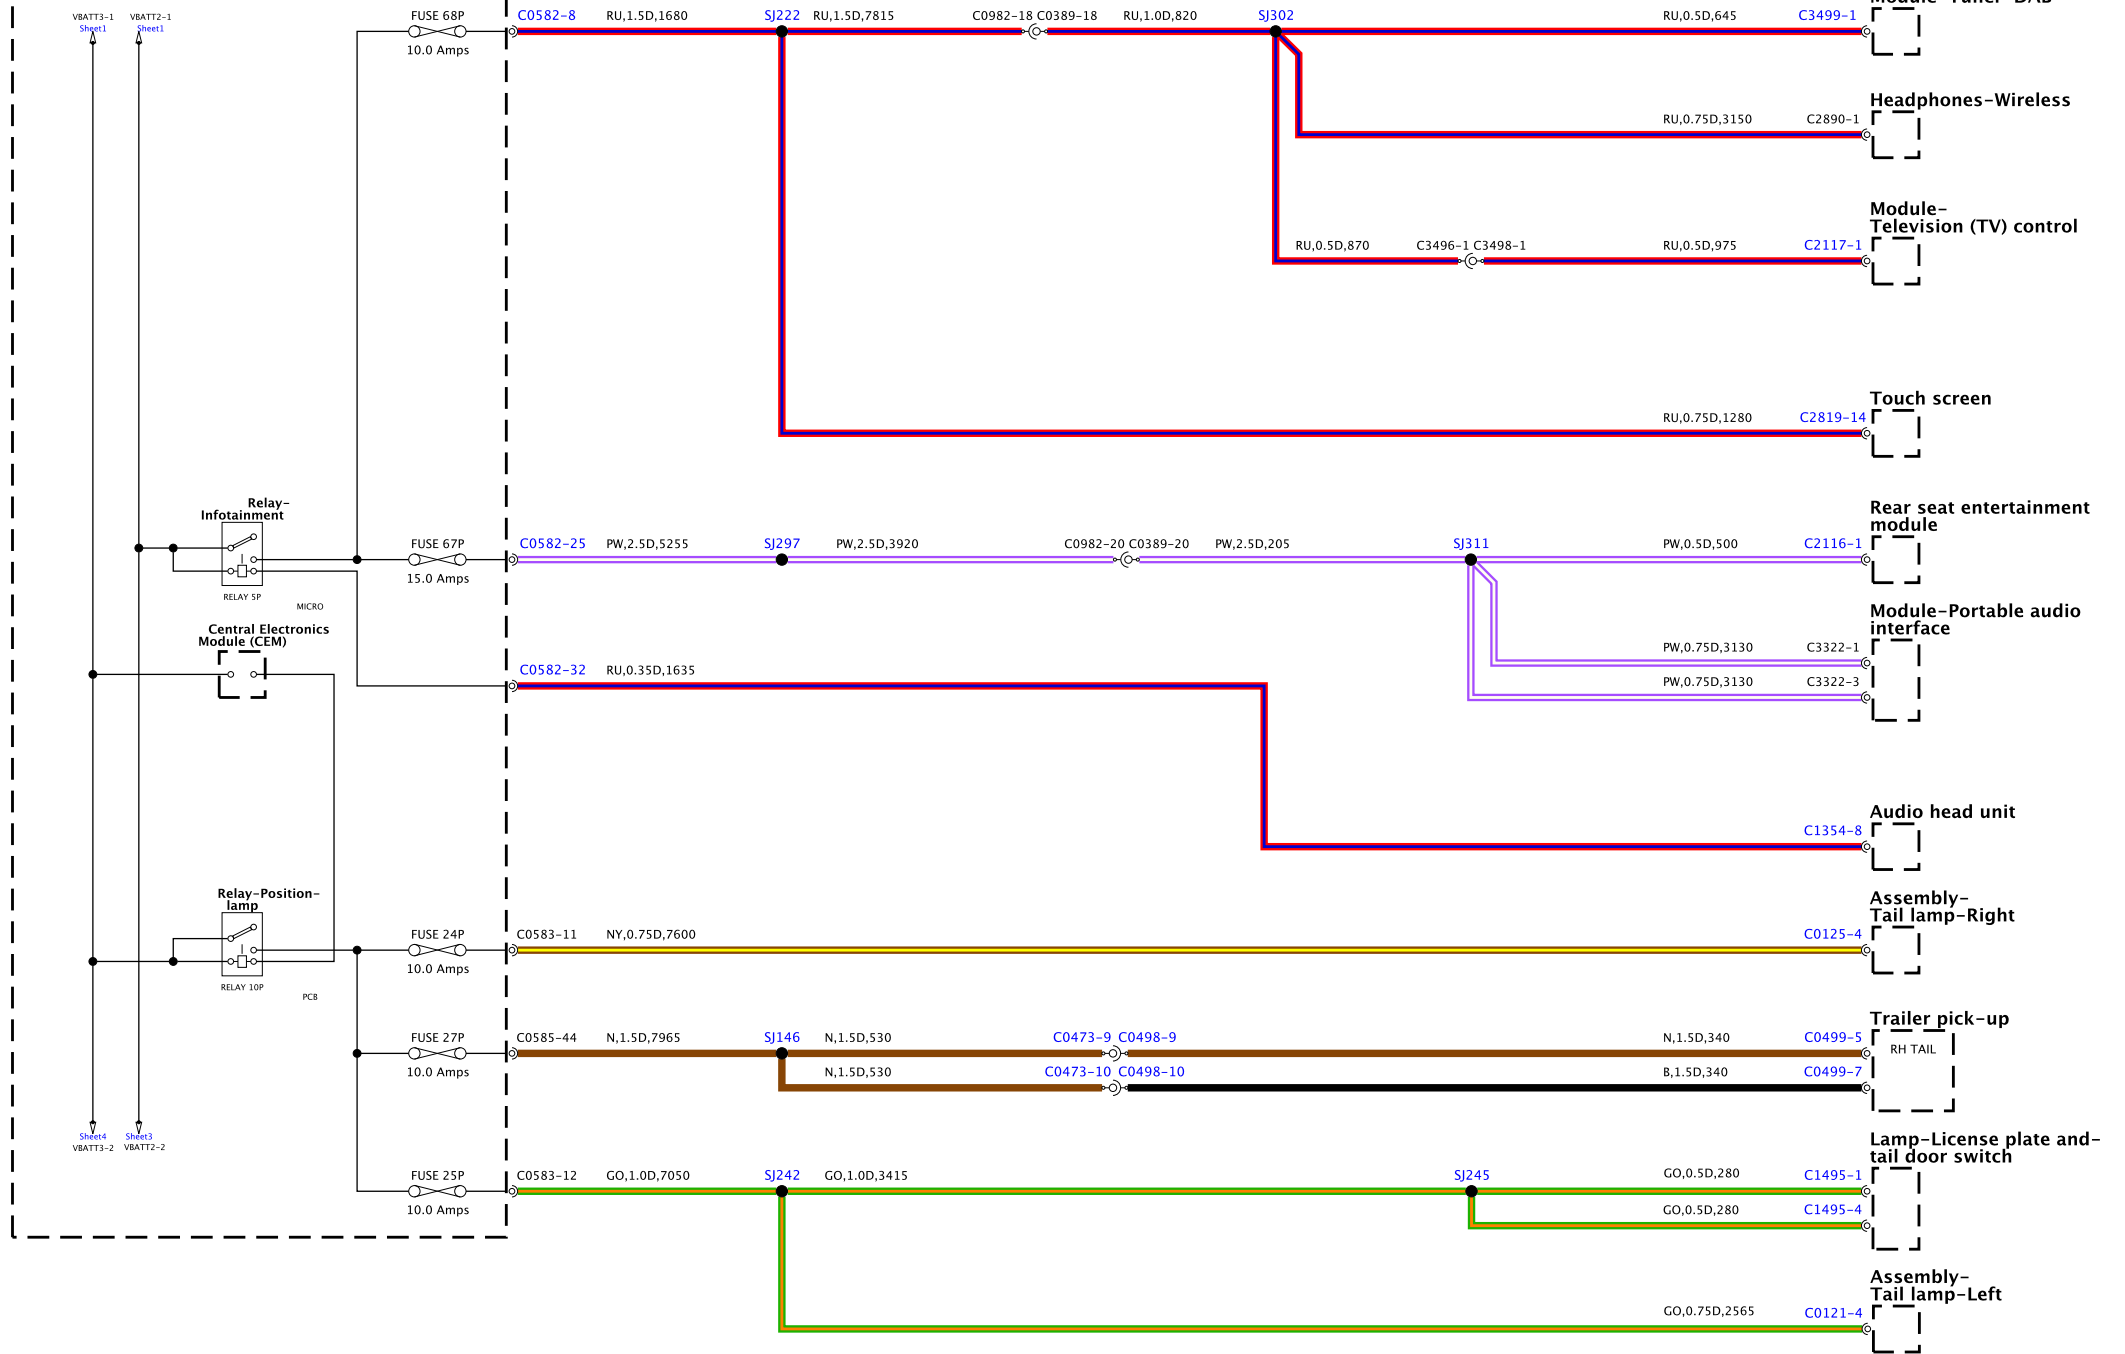 VBATT3-1
Sheet1
VBATT2-1
Sheet1
FUSE 68P
10.0 Amps
C0582-8
RU,1.5D,1680
SJ222
RU,1.5D,7815
C0982-18 C0389-18
RU,1.0D,820
SJ302
RU,0.5D,645
C3499-1
Module-Tuner-DAB
Headphones-Wireless
RU,0.75D,3150
C2890-1
Module-
Television (TV) control
RU,0.5D,870
C3496-1 C3498-1
RU,0.5D,975
C2117-1
Touch screen
RU,0.75D,1280
C2819-14
Relay-
Infotainment
RELAY 5P
MICRO
FUSE 67P
15.0 Amps
C0582-25
PW,2.5D,5255
SJ297
PW,2.5D,3920
C0982-20 C0389-20
PW,2.5D,205
SJ311
PW,0.5D,500
C2116-1
Rear seat entertainment
module
Central Electronics
Module (CEM)
Module-Portable audio
interface
PW,0.75D,3130
C3322-1
PW,0.75D,3130
C3322-3
C0582-32
RU,0.35D,1635
Audio head unit
C1354-8
Relay-Position-
lamp
RELAY 10P
PCB
FUSE 24P
10.0 Amps
C0583-11
NY,0.75D,7600
Assembly-
Tail lamp-Right
C0125-4
FUSE 27P
10.0 Amps
C0585-44
N,1.5D,7965
SJ146
N,1.5D,530
C0473-9 C0498-9
N,1.5D,340
C0499-5
Trailer pick-up
RH TAIL
N,1.5D,530
C0473-10 C0498-10
B,1.5D,340
C0499-7
Sheet4
VBATT3-2
Sheet3
VBATT2-2
FUSE 25P
10.0 Amps
C0583-12
GO,1.0D,7050
SJ242
GO,1.0D,3415
SJ245
GO,0.5D,280
C1495-1
Lamp-License plate and-
tail door switch
GO,0.5D,280
C1495-4
Assembly-
Tail lamp-Left
GO,0.75D,2565
C0121-4